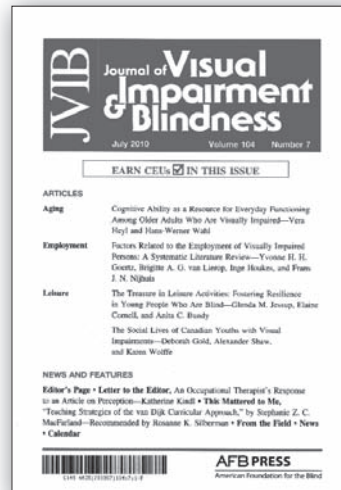 JVIB
Journal of Visual
Impairment
& Blindness
July 2010 Volume 104 Number 7
EARN CEUs ☑ IN THIS ISSUE
ARTICLES
Aging Cognitive Ability as a Resource for Everyday Functioning
Among Older Adults Who Are Visually Impaired—Vera
Heyl and Hans-Werner Wahl
Employment Factors Related to the Employment of Visually Impaired
Persons: A Systematic Literature Review—Yvonne H. H.
Goertz, Brigitte A. G. van Lierop, Inge Houkes, and Frans
J. N. Nijhuis
Leisure The Treasure in Leisure Activities: Fostering Resilience
in Young People Who Are Blind—Glenda M. Jessup, Elaine
Cornell, and Anita C. Bundy
The Social Lives of Canadian Youths with Visual
Impairments—Deborah Gold, Alexander Shaw,
and Karen Wolffe
NEWS AND FEATURES
Editor's Page • Letter to the Editor, An Occupational Therapist's Response
to an Article on Perception—Katherine Kindl • This Mattered to Me,
"Teaching Strategies of the van Dijk Curricular Approach," by Stephanie Z. C.
MacFarland—Recommended by Rosanne K. Silberman • From the Field • News
• Calendar
AFB PRESS
American Foundation for the Blind